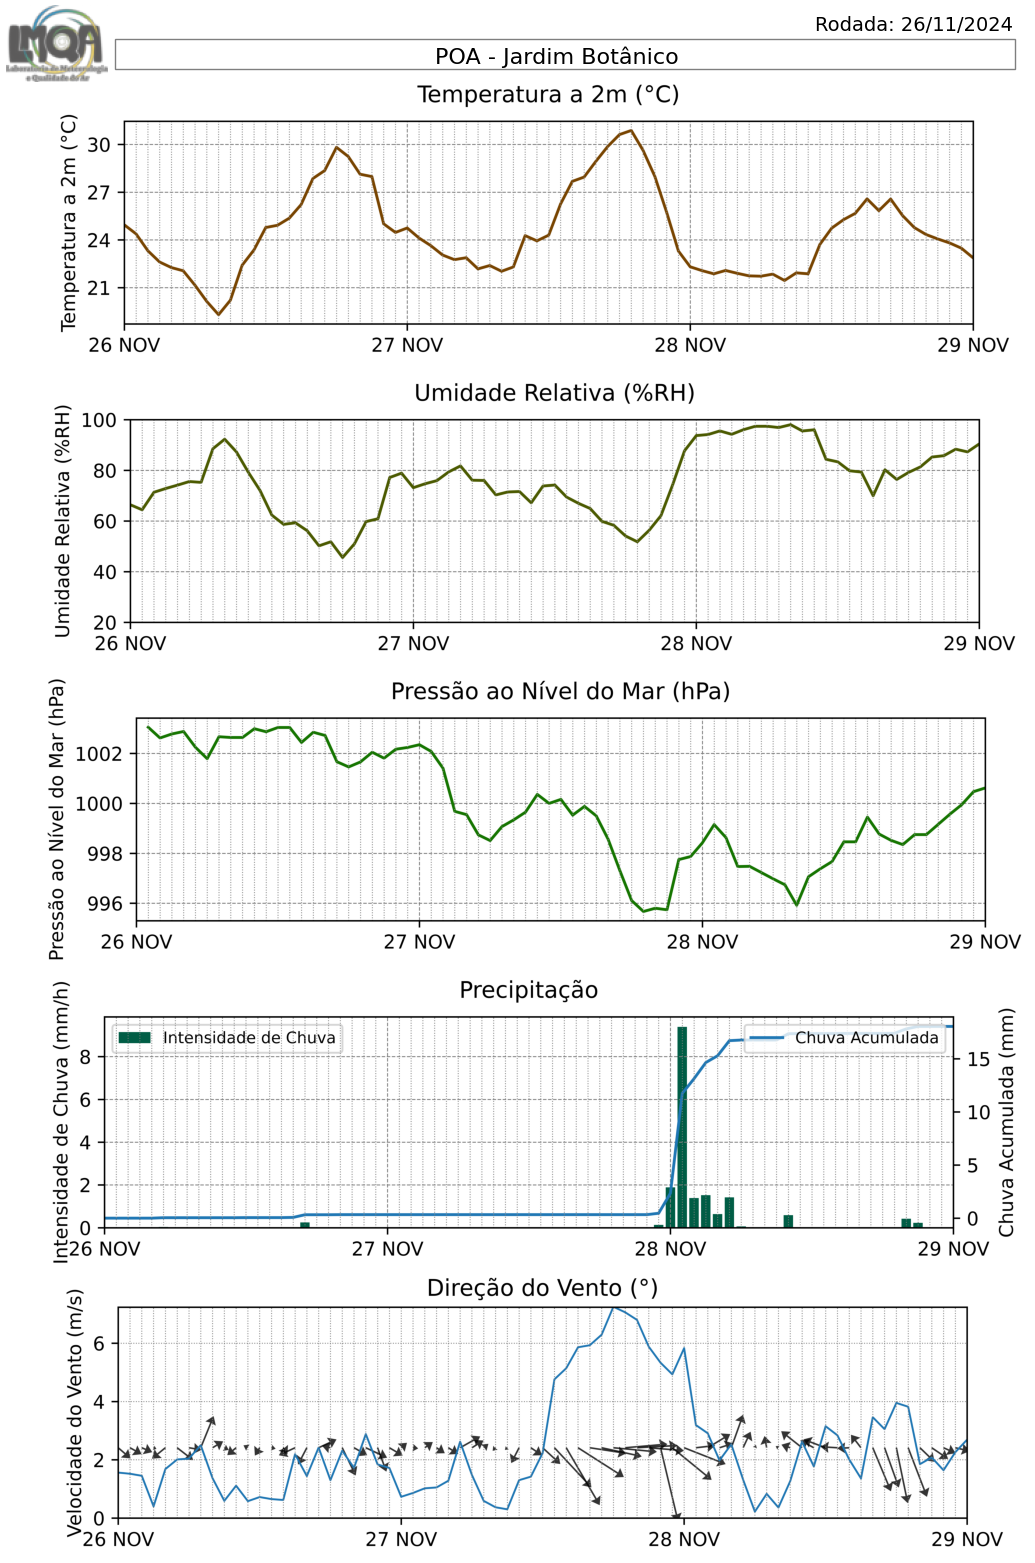 Rodada: 26/11/2024
LMQA
Laboratório de Meteorologia
e Qualidade do Ar
POA - Jardim Botânico
Temperatura a 2m (°C)
Temperatura a 2m (°C)
30
27
24
21
26 NOV 27 NOV 28 NOV 29 NOV
Umidade Relativa (%RH)
Umidade Relativa (%RH)
100
80
60
40
20
26 NOV 27 NOV 28 NOV 29 NOV
Pressão ao Nível do Mar (hPa)
Pressão ao Nível do Mar (hPa)
1002
1000
998
996
26 NOV 27 NOV 28 NOV 29 NOV
Precipitação
Intensidade de Chuva (mm/h)
Intensidade de Chuva
Chuva Acumulada
Chuva Acumulada (mm)
8
6
4
2
0
15
10
5
0
26 NOV 27 NOV 28 NOV 29 NOV
Direção do Vento (°)
Velocidade do Vento (m/s)
6
4
2
0
26 NOV 27 NOV 28 NOV 29 NOV